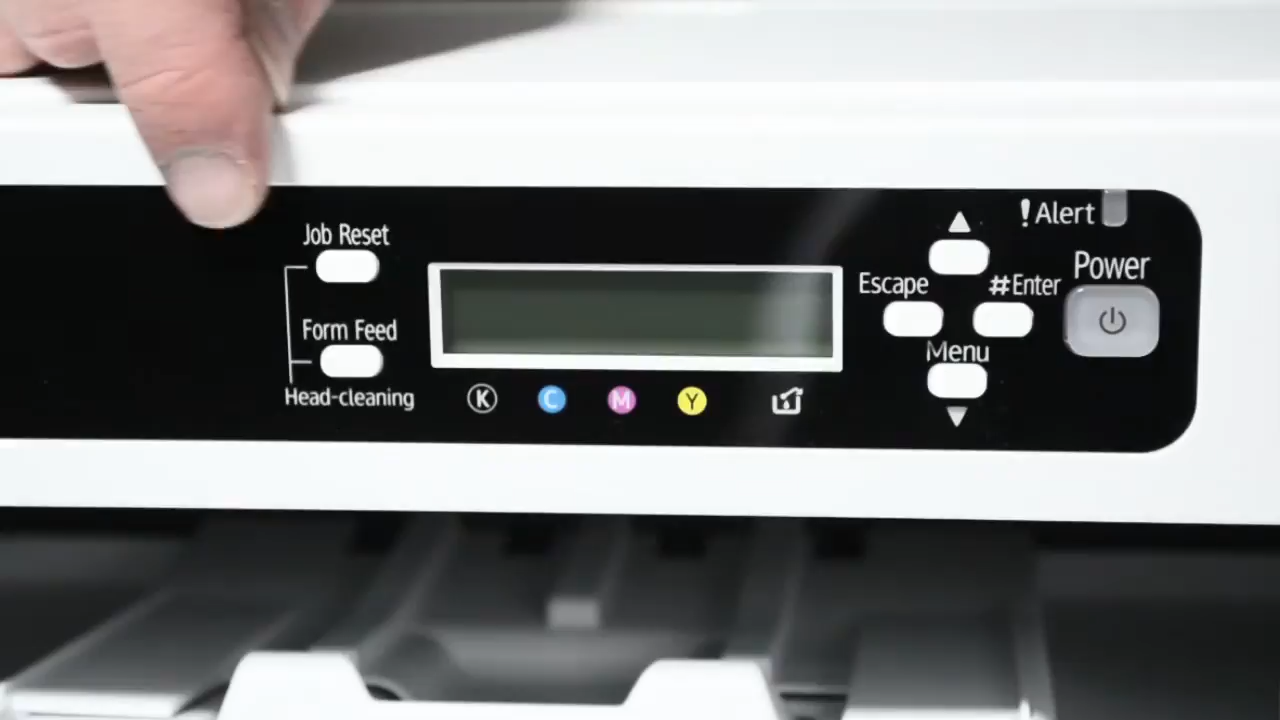 Job Reset
Form Feed
Head-cleaning
K C M Y
!Alert
Power
Escape
#Enter
Menu